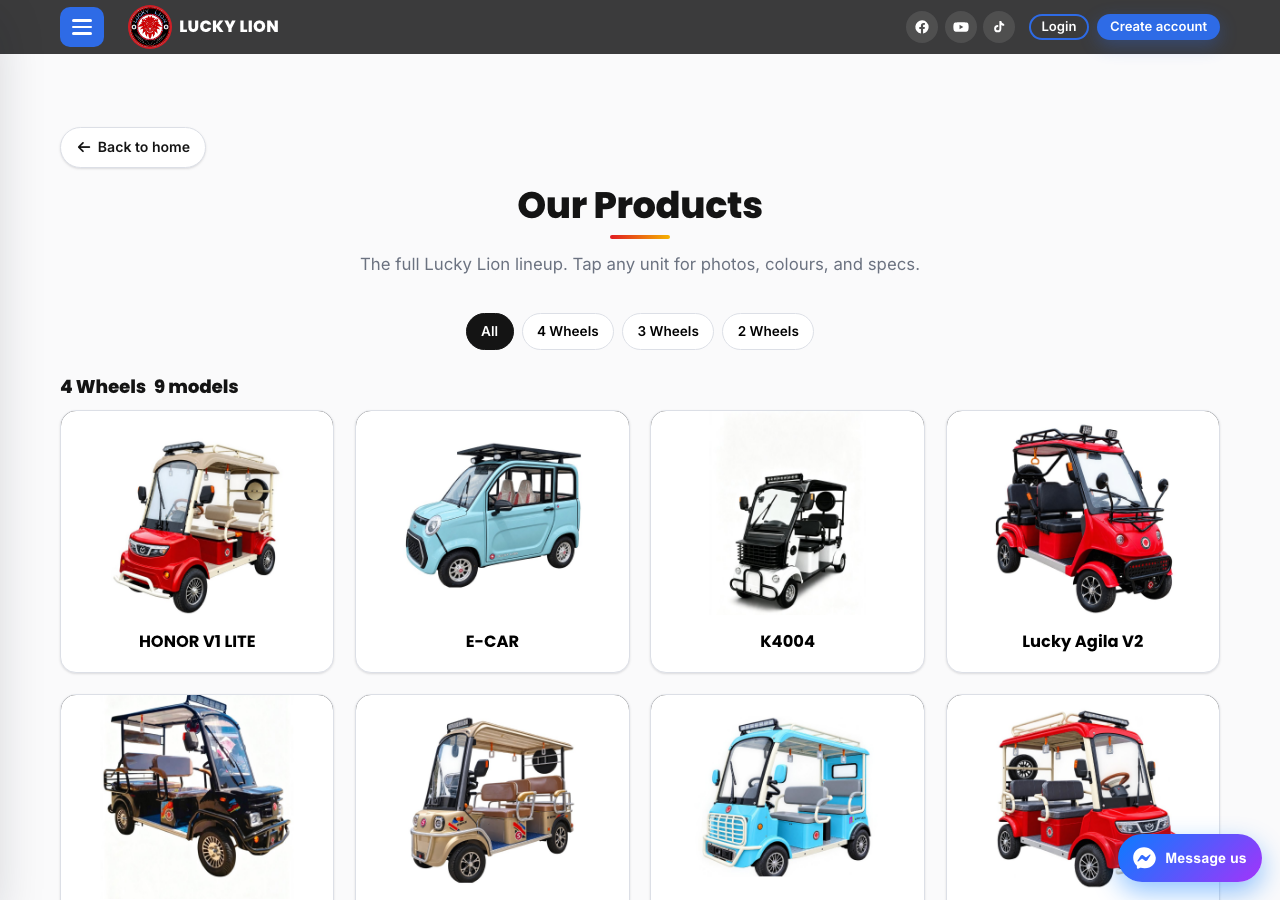 LUCKY LION
Login
Create account
Back to home
Our Products
The full Lucky Lion lineup. Tap any unit for photos, colours, and specs.
All
4 Wheels
3 Wheels
2 Wheels
4 Wheels 9 models
HONOR V1 LITE
E-CAR
K4004
Lucky Agila V2
Message us